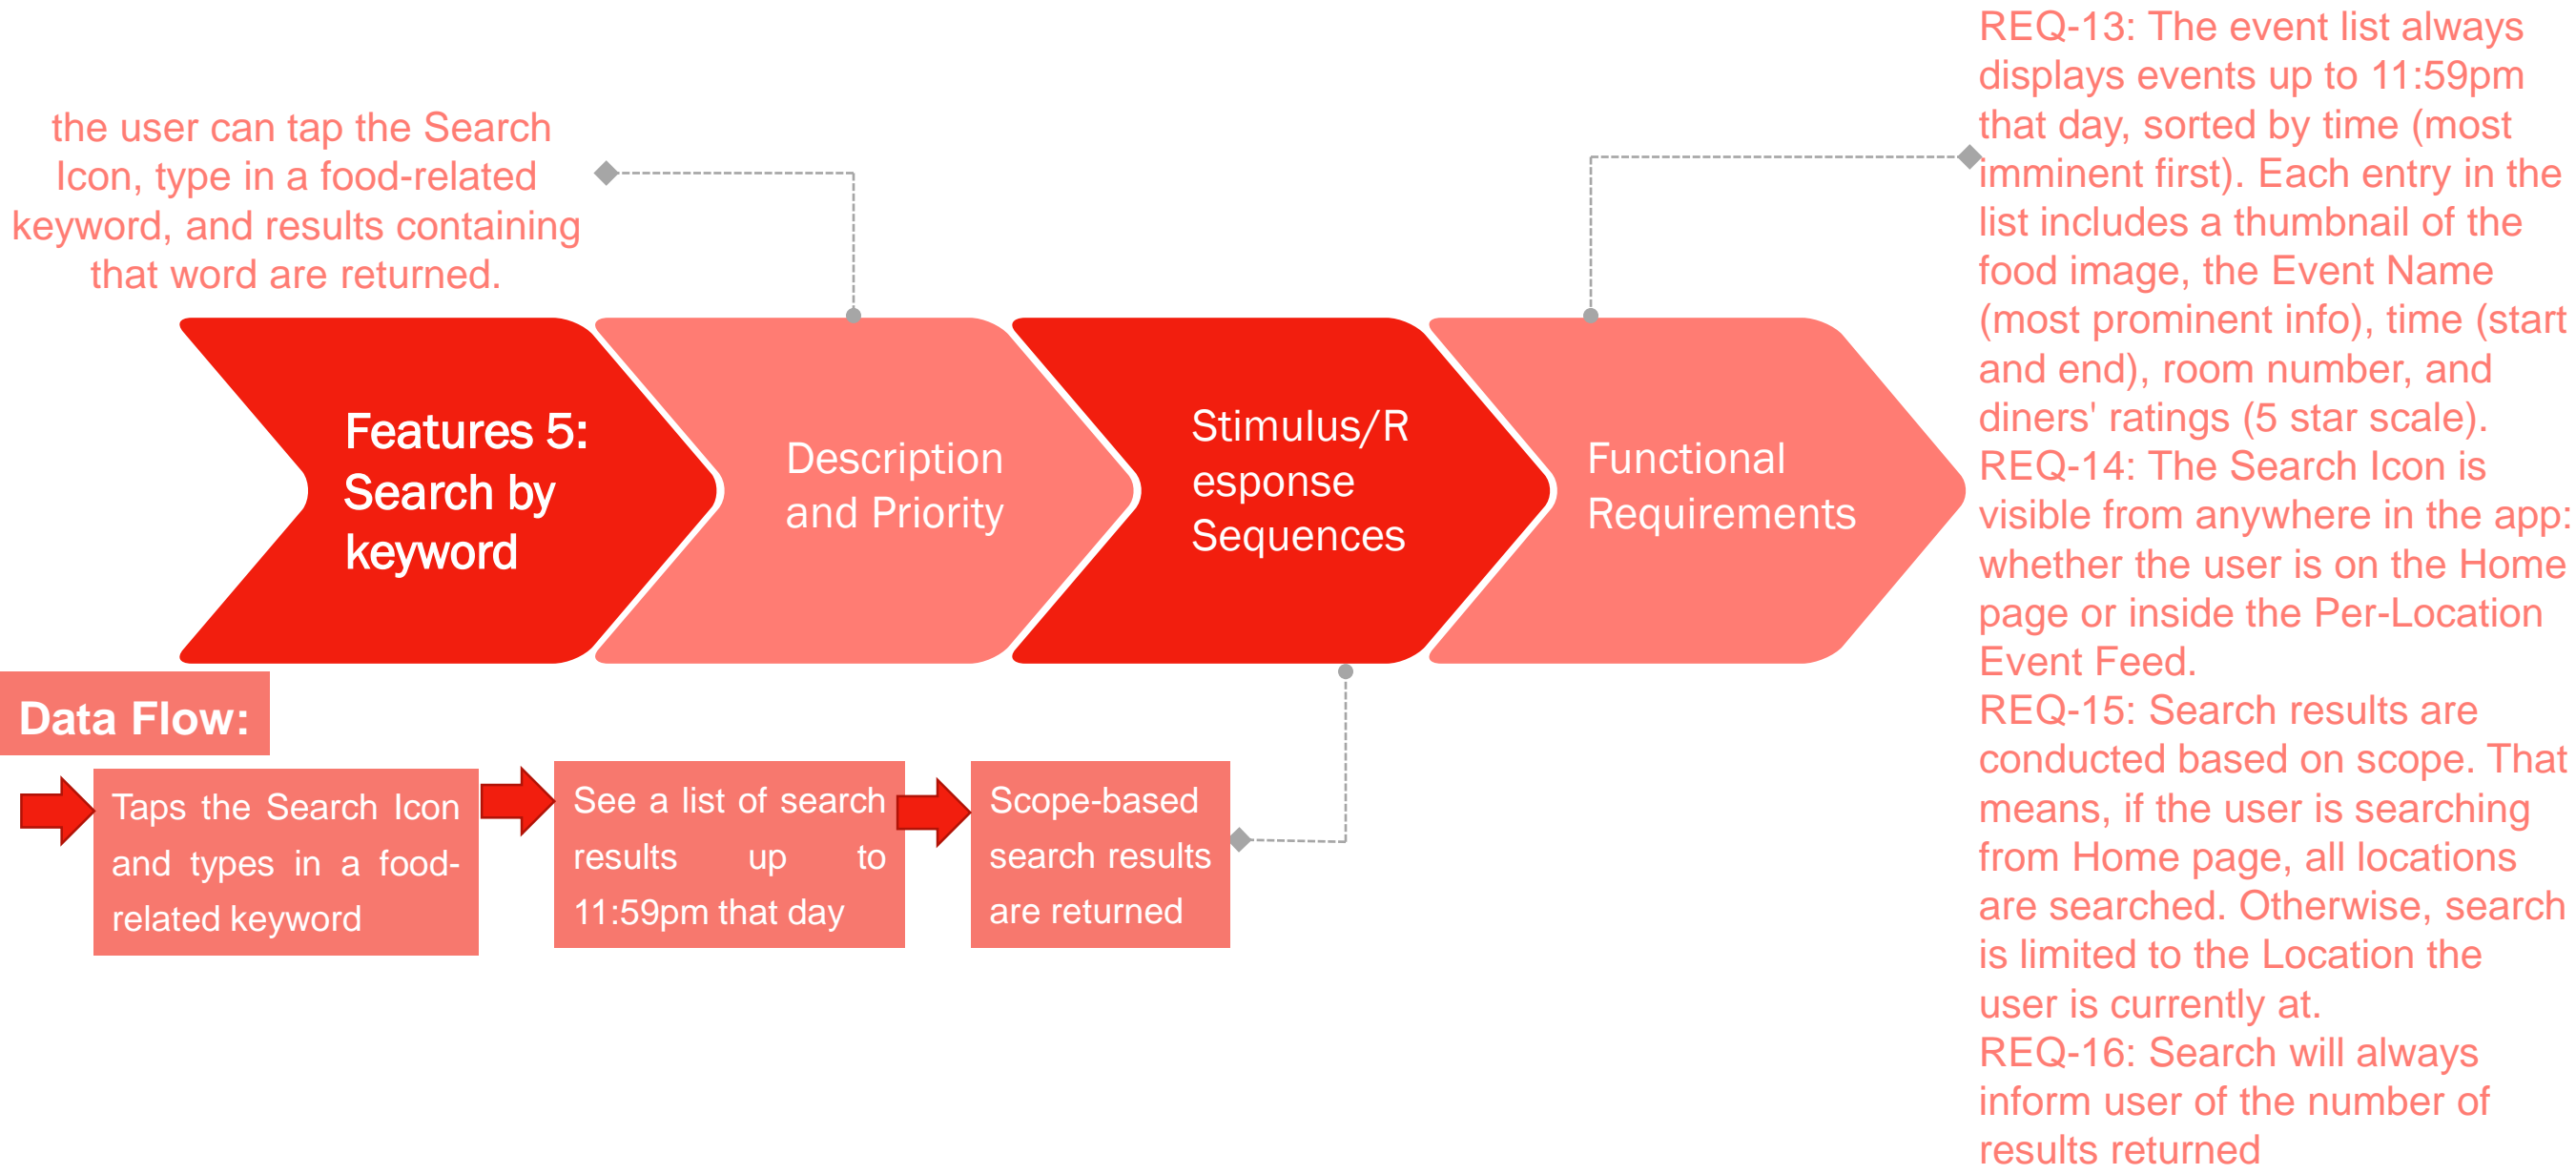 the user can tap the Search
Icon, type in a food-related
keyword, and results containing
that word are returned.
Features 5:
Search by
keyword
Description
and Priority
Stimulus/R
esponse
Sequences
Functional
Requirements
REQ-13: The event list always
displays events up to 11:59pm
that day, sorted by time (most
imminent first). Each entry in the
list includes a thumbnail of the
food image, the Event Name
(most prominent info), time (start
and end), room number, and
diners' ratings (5 star scale).
REQ-14: The Search Icon is
visible from anywhere in the app:
whether the user is on the Home
page or inside the Per-Location
Event Feed.
REQ-15: Search results are
conducted based on scope. That
means, if the user is searching
from Home page, all locations
are searched. Otherwise, search
is limited to the Location the
user is currently at.
REQ-16: Search will always
inform user of the number of
results returned
Data Flow:
Taps the Search Icon
and types in a food-
related keyword
See a list of search
results up to
11:59pm that day
Scope-based
search results
are returned